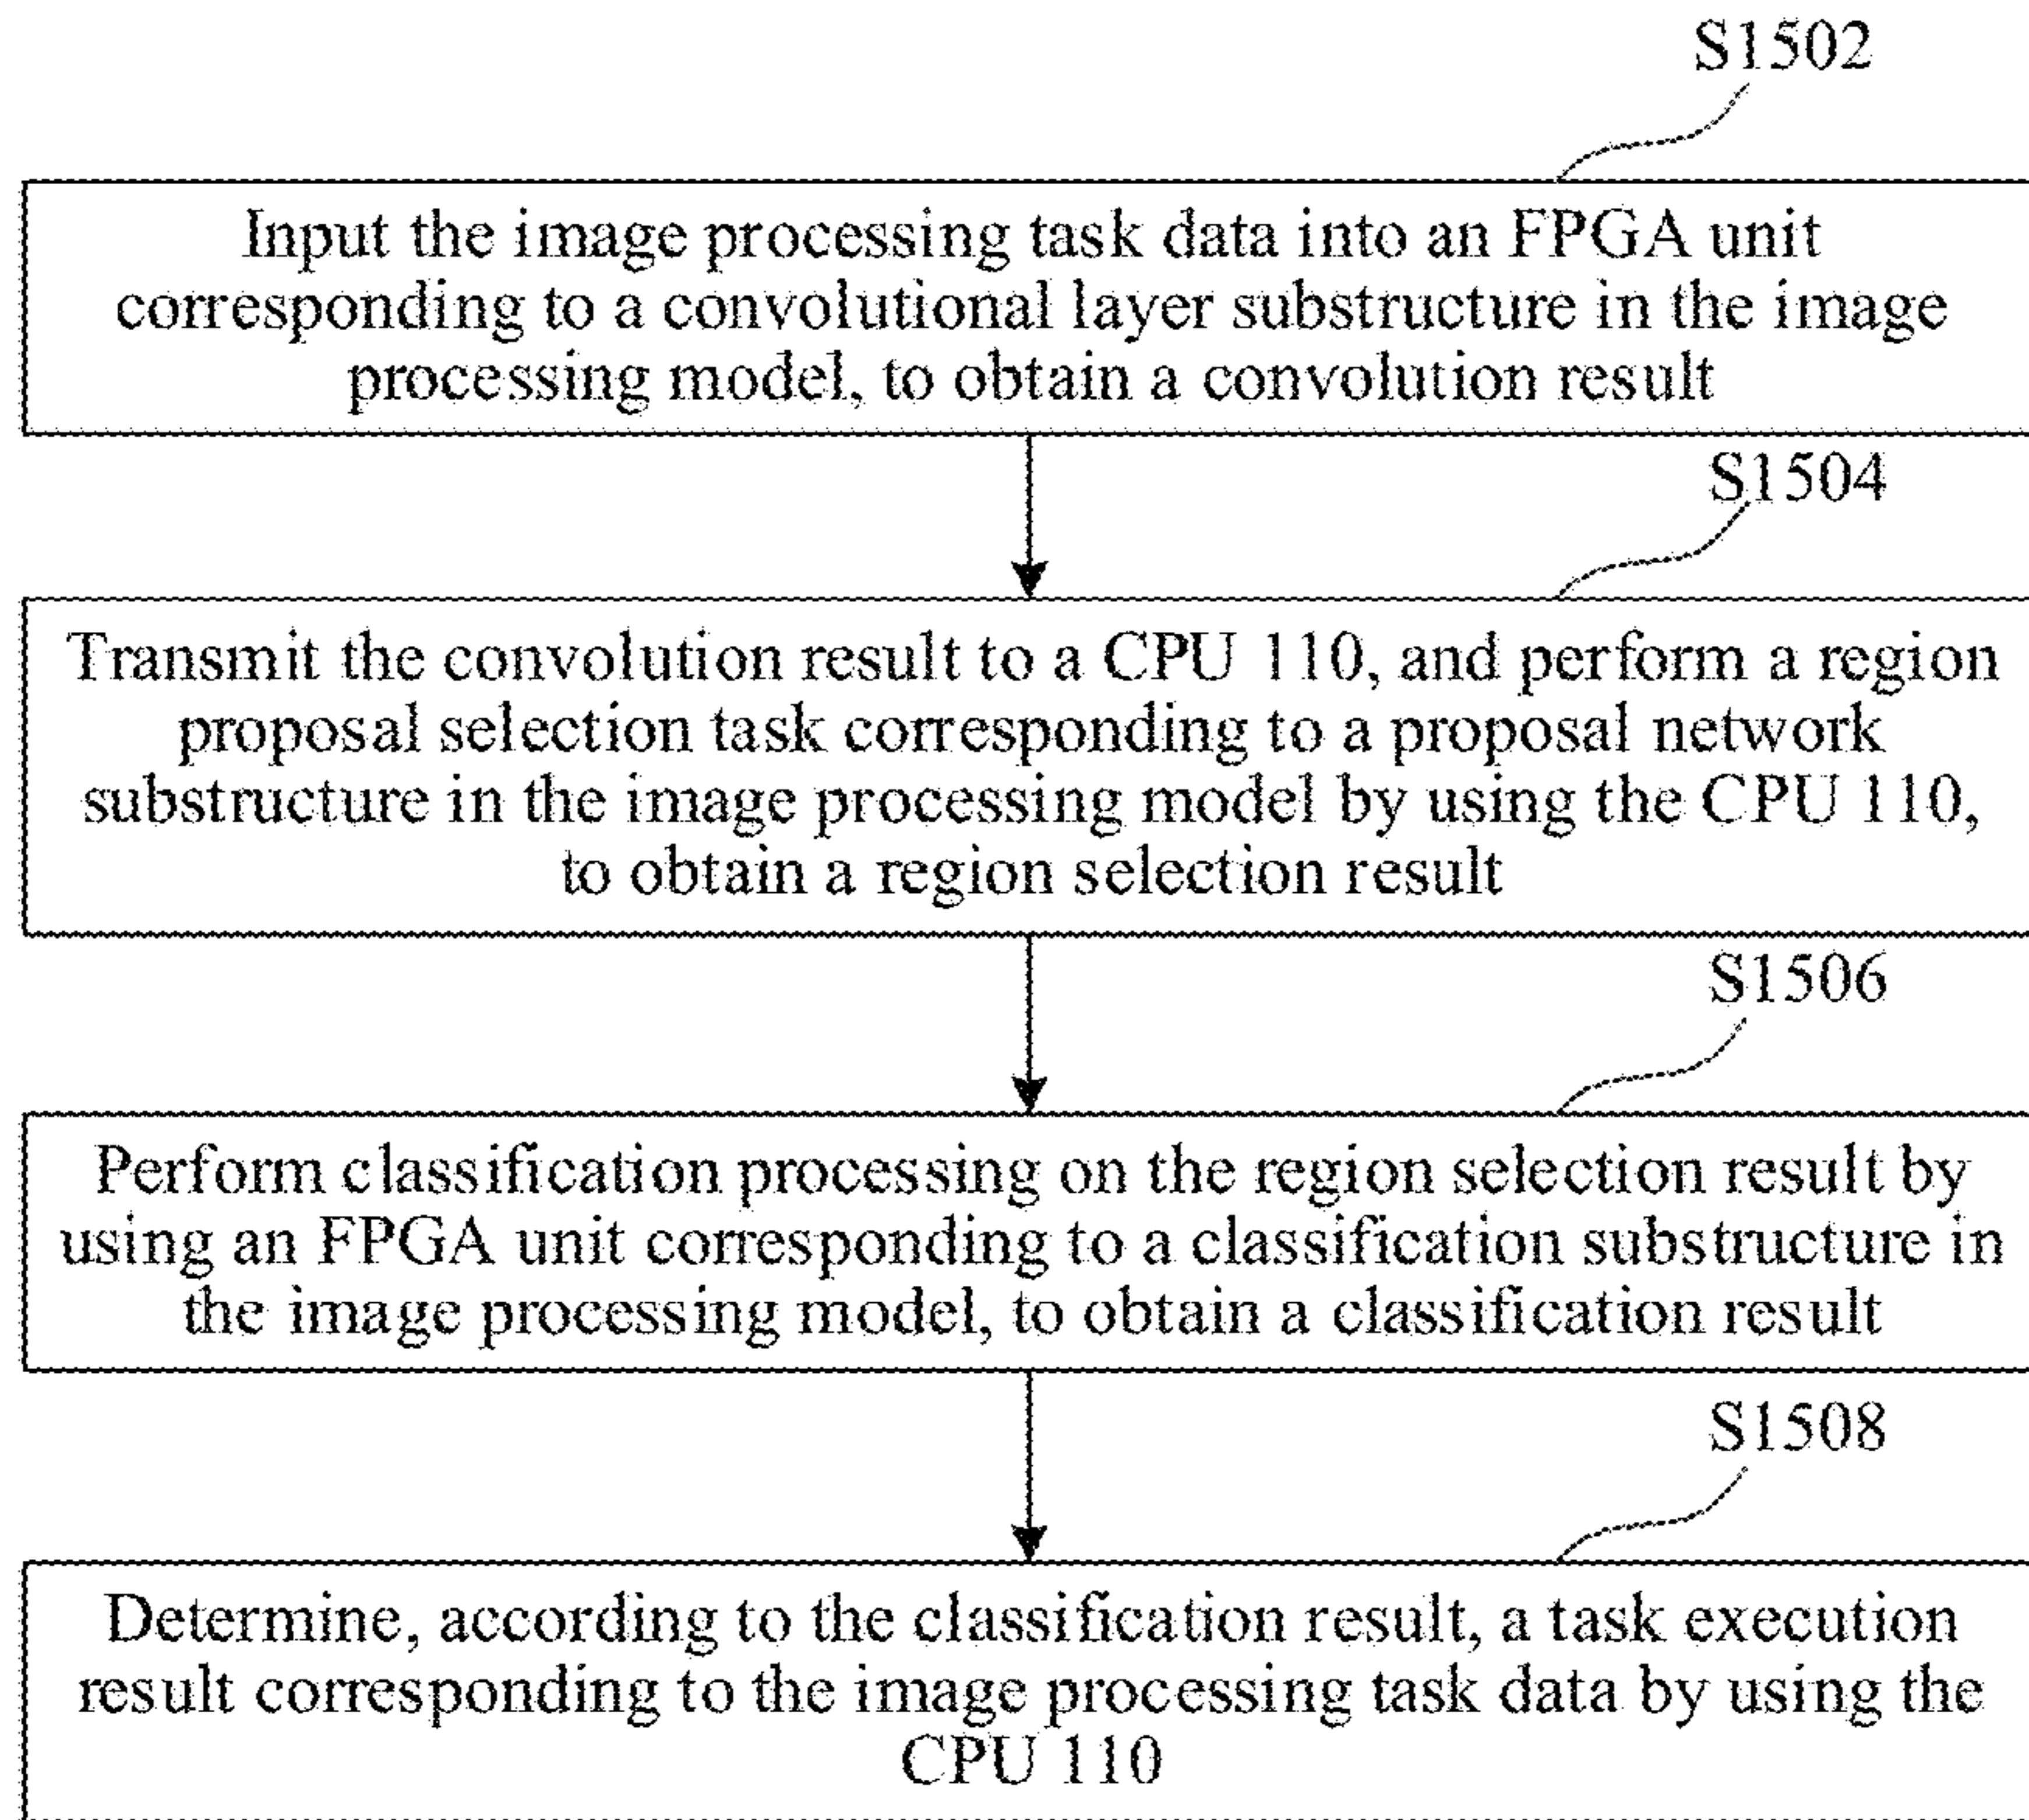 S1502
Input the image processing task data into an FPGA unit
corresponding to a convolutional layer substructure in the image
processing model, to obtain a convolution result
S1504
Transmit the convolution result to a CPU 110, and perform a region
proposal selection task corresponding to a proposal network
substructure in the image processing model by using the CPU 110,
to obtain a region selection result
S1506
Perform classification processing on the region selection result by
using an FPGA unit corresponding to a classification substructure in
the image processing model, to obtain a classification result
S1508
Determine, according to the classification result, a task execution
result corresponding to the image processing task data by using the
CPU 110